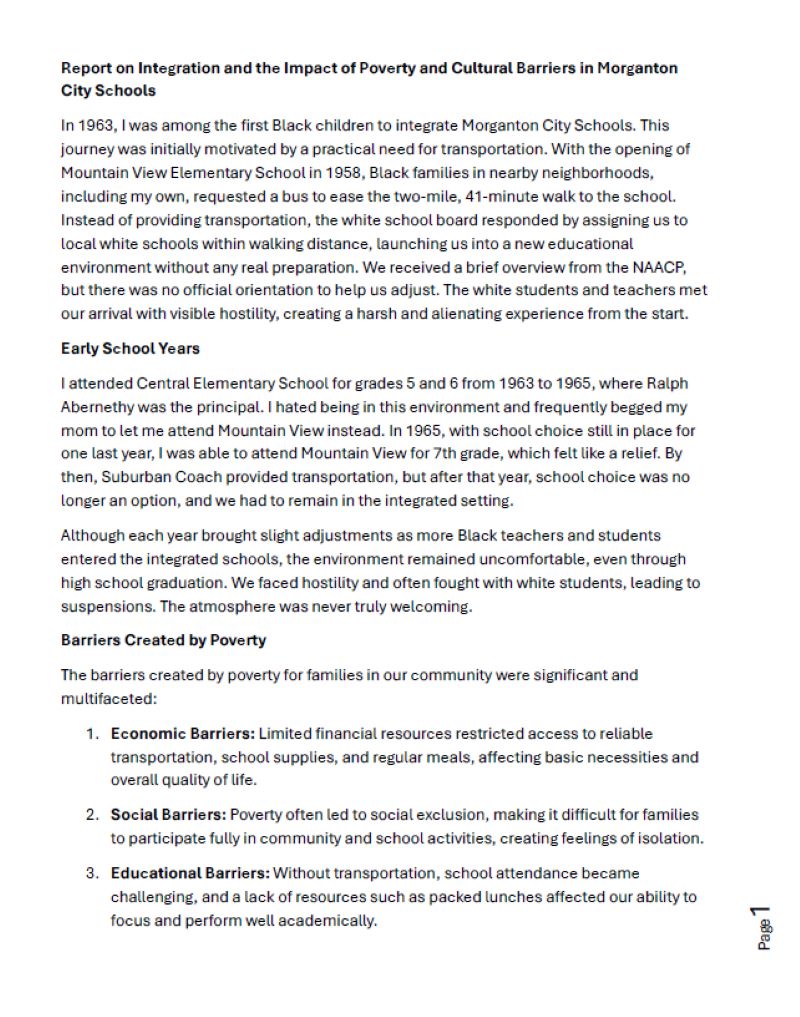 Report on Integration and the Impact of Poverty and Cultural Barriers in Morganton
City Schools
In 1963, I was among the first Black children to integrate Morganton City Schools. This
journey was initially motivated by a practical need for transportation. With the opening of
Mountain View Elementary School in 1958, Black families in nearby neighborhoods,
including my own, requested a bus to ease the two-mile, 41-minute walk to the school.
Instead of providing transportation, the white school board responded by assigning us to
local white schools within walking distance, launching us into a new educational
environment without any real preparation. We received a brief overview from the NAACP,
but there was no official orientation to help us adjust. The white students and teachers met
our arrival with visible hostility, creating a harsh and alienating experience from the start.
Early School Years
I attended Central Elementary School for grades 5 and 6 from 1963 to 1965, where Ralph
Abernethy was the principal. I hated being in this environment and frequently begged my
mom to let me attend Mountain View instead. In 1965, with school choice still in place for
one last year, I was able to attend Mountain View for 7th grade, which felt like a relief. By
then, Suburban Coach provided transportation, but after that year, school choice was no
longer an option, and we had to remain in the integrated setting.
Although each year brought slight adjustments as more Black teachers and students
entered the integrated schools, the environment remained uncomfortable, even through
high school graduation. We faced hostility and often fought with white students, leading to
suspensions. The atmosphere was never truly welcoming.
Barriers Created by Poverty
The barriers created by poverty for families in our community were significant and
multifaceted:
1. Economic Barriers: Limited financial resources restricted access to reliable
transportation, school supplies, and regular meals, affecting basic necessities and
overall quality of life.
2. Social Barriers: Poverty often led to social exclusion, making it difficult for families
to participate fully in community and school activities, creating feelings of isolation.
3. Educational Barriers: Without transportation, school attendance became
challenging, and a lack of resources such as packed lunches affected our ability to
focus and perform well academically.
Page 1